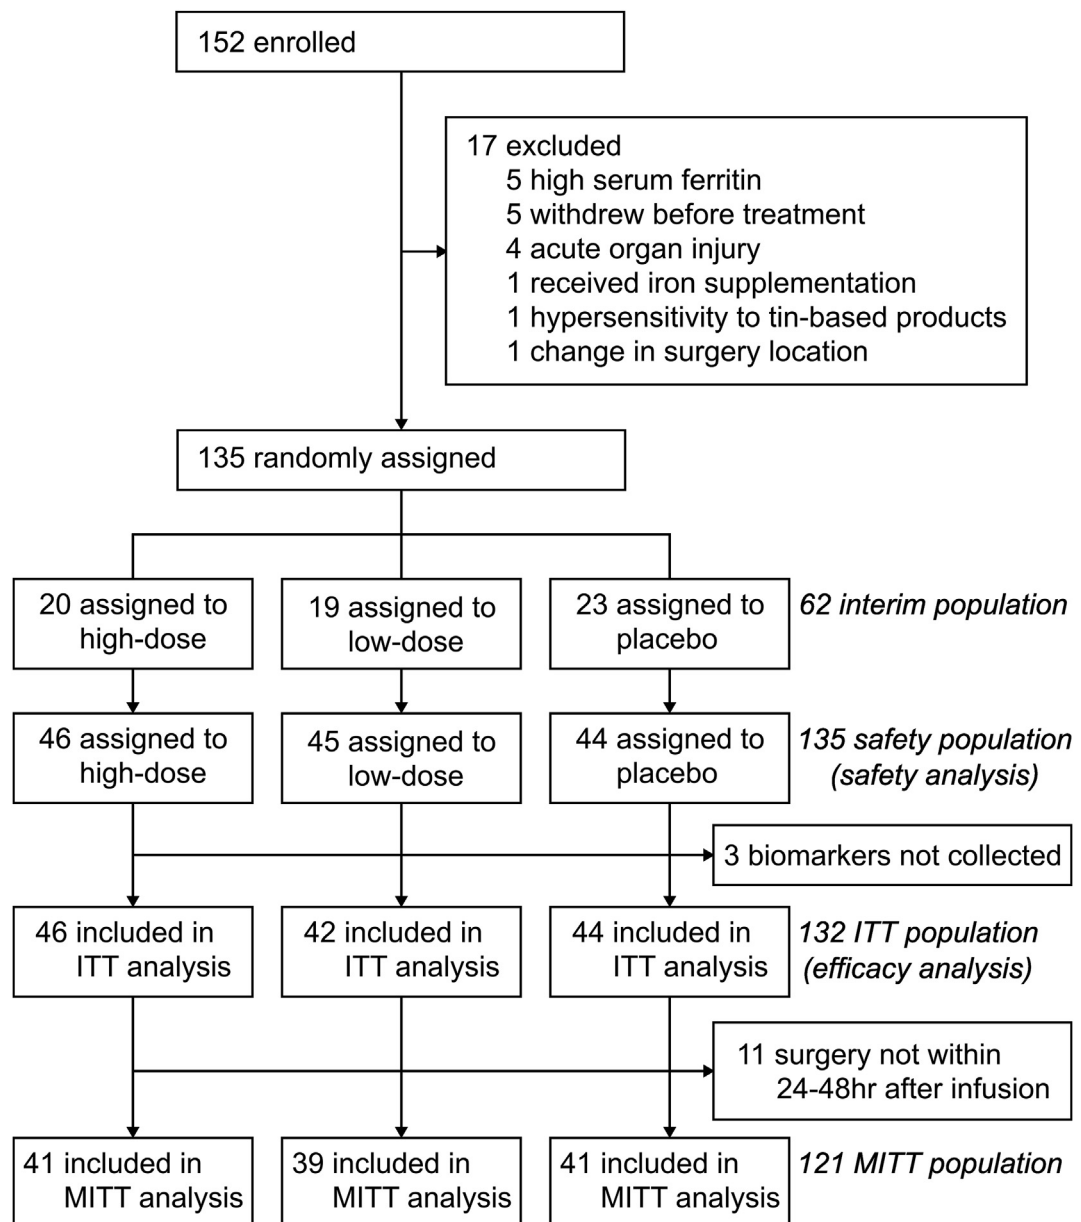 152 enrolled
17 excluded
5 high serum ferritin
5 withdrew before treatment
4 acute organ injury
1 received iron supplementation
1 hypersensitivity to tin-based products
1 change in surgery location
135 randomly assigned
20 assigned to
high-dose
19 assigned to
low-dose
23 assigned to
placebo
62 interim population
46 assigned to
high-dose
45 assigned to
low-dose
44 assigned to
placebo
135 safety population
(safety analysis)
3 biomarkers not collected
46 included in
ITT analysis
42 included in
ITT analysis
44 included in
ITT analysis
132 ITT population
(efficacy analysis)
11 surgery not within
24-48hr after infusion
41 included in
MITT analysis
39 included in
MITT analysis
41 included in
MITT analysis
121 MITT population